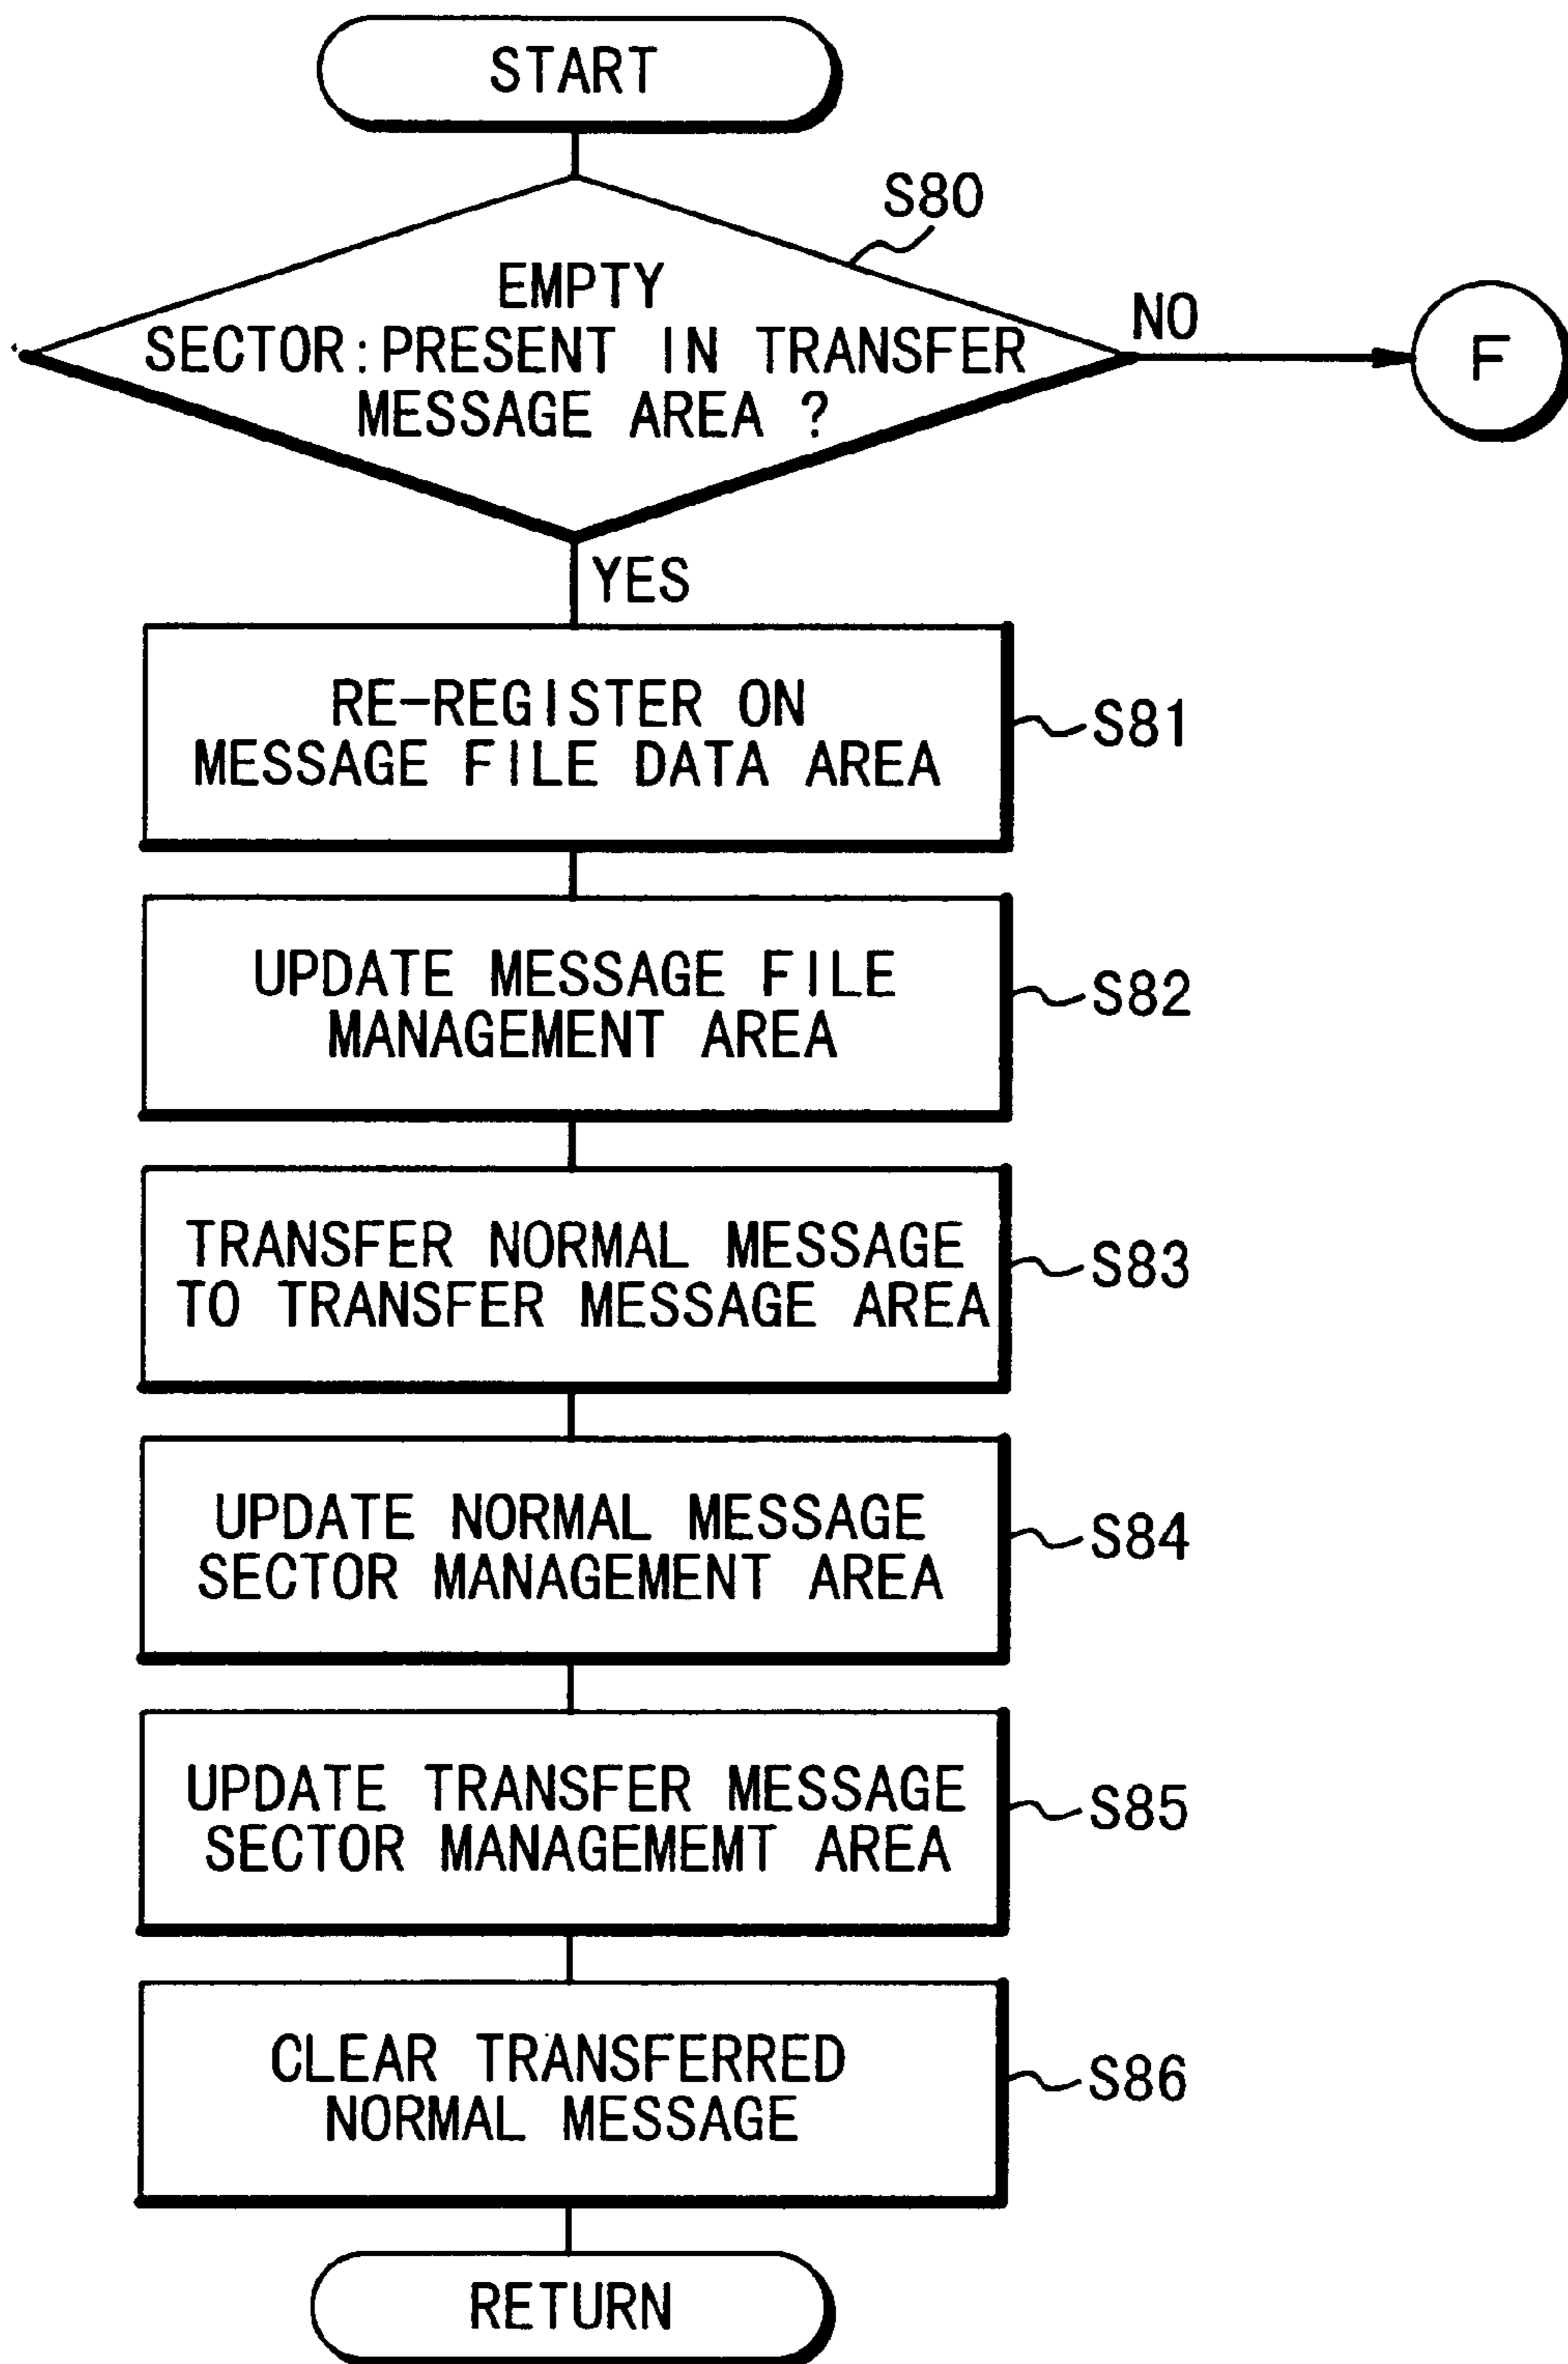 START
S80
EMPTY
SECTOR:PRESENT IN TRANSFER
MESSAGE AREA ?
NO
F
YES
RE-REGISTER ON
MESSAGE FILE DATA AREA
S81
UPDATE MESSAGE FILE
MANAGEMENT AREA
S82
TRANSFER NORMAL MESSAGE
TO TRANSFER MESSAGE AREA
S83
UPDATE NORMAL MESSAGE
SECTOR MANAGEMENT AREA
S84
UPDATE TRANSFER MESSAGE
SECTOR MANAGEMEMT AREA
S85
CLEAR TRANSFERRED
NORMAL MESSAGE
S86
RETURN